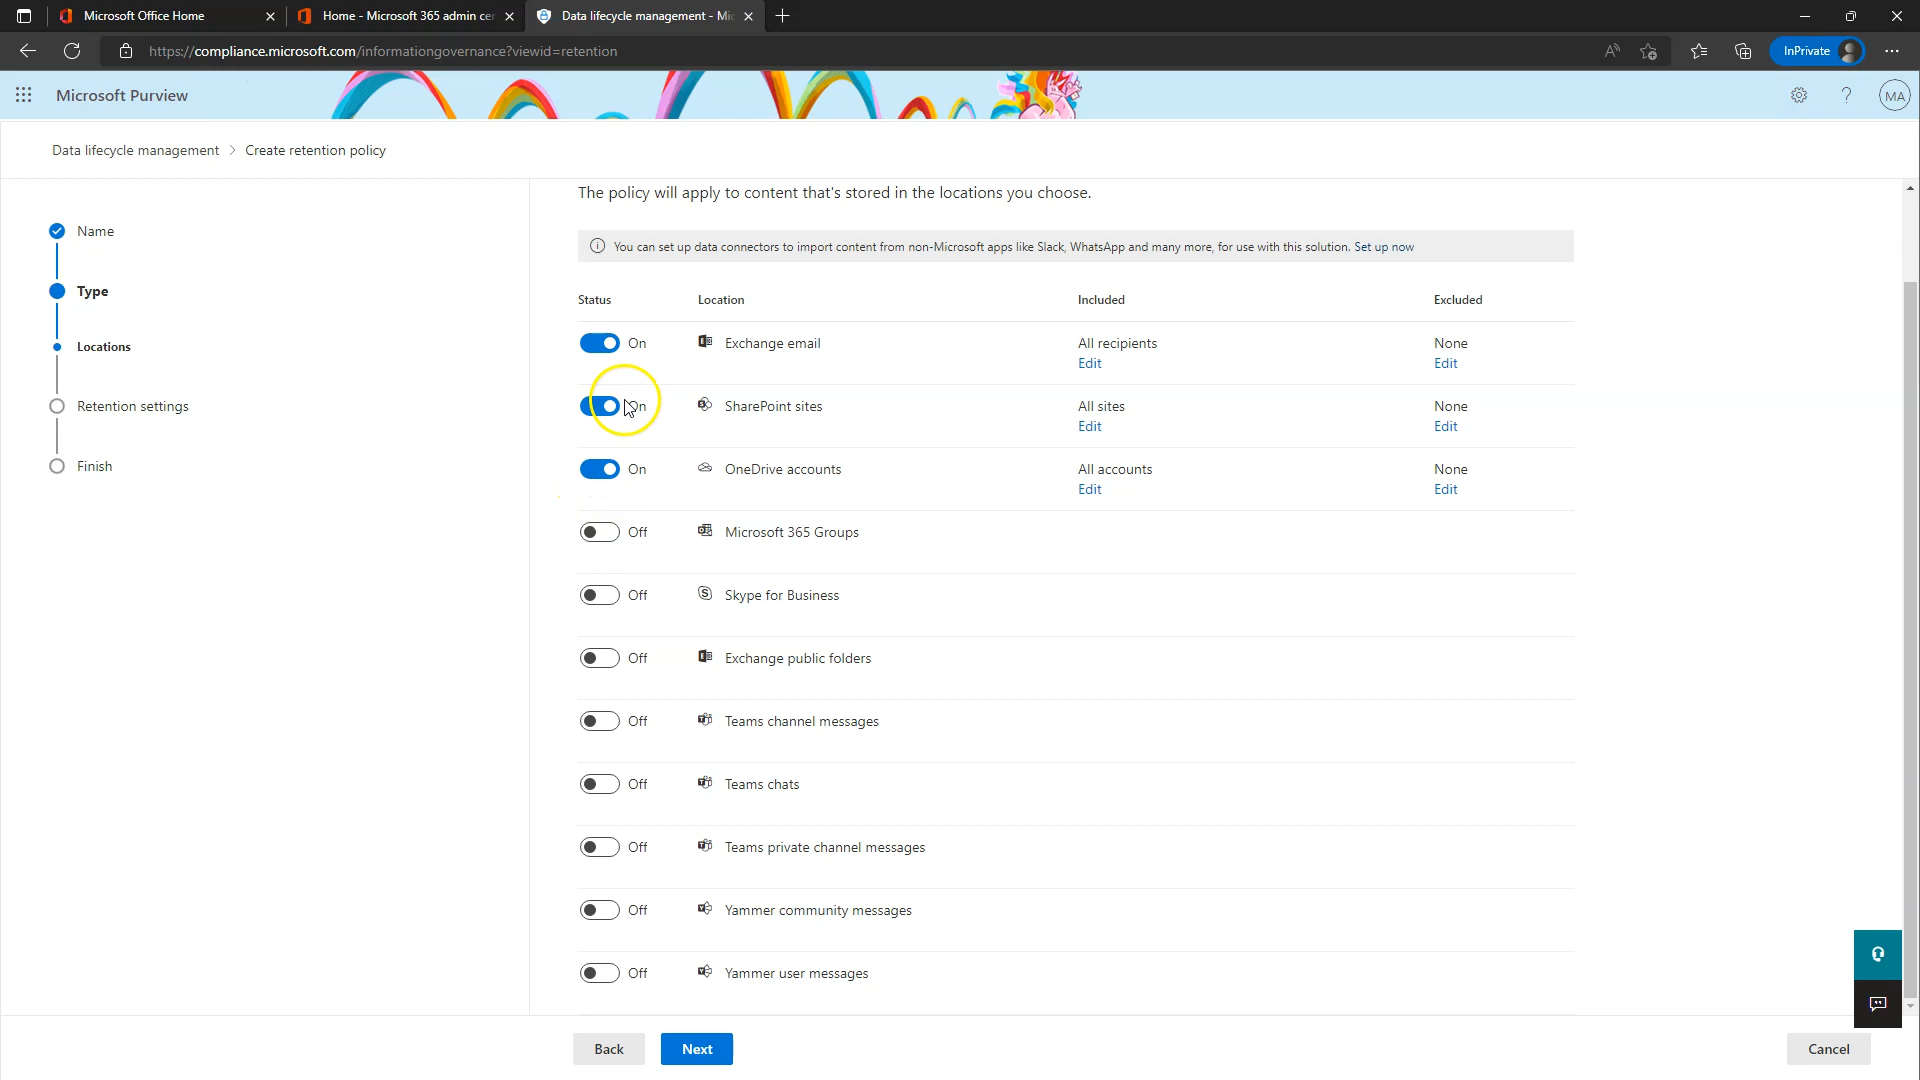 Microsoft Office Home
Home - Microsoft 365 admin cer
Data lifecycle management - Mic
https://compliance.microsoft.com/informationgovernance?viewid=retention
InPrivate
Microsoft Purview
MA
Data lifecycle management > Create retention policy
Name
Type
Locations
Retention settings
Finish
The policy will apply to content that's stored in the locations you choose.
You can set up data connectors to import content from non-Microsoft apps like Slack, WhatsApp and many more, for use with this solution. Set up now
Status Location Included Excluded
On Exchange email All recipients None
Edit Edit
On SharePoint sites All sites None
Edit Edit
On OneDrive accounts All accounts None
Edit Edit
Off Microsoft 365 Groups
Off Skype for Business
Off Exchange public folders
Off Teams channel messages
Off Teams chats
Off Teams private channel messages
Off Yammer community messages
Off Yammer user messages
Back Next Cancel